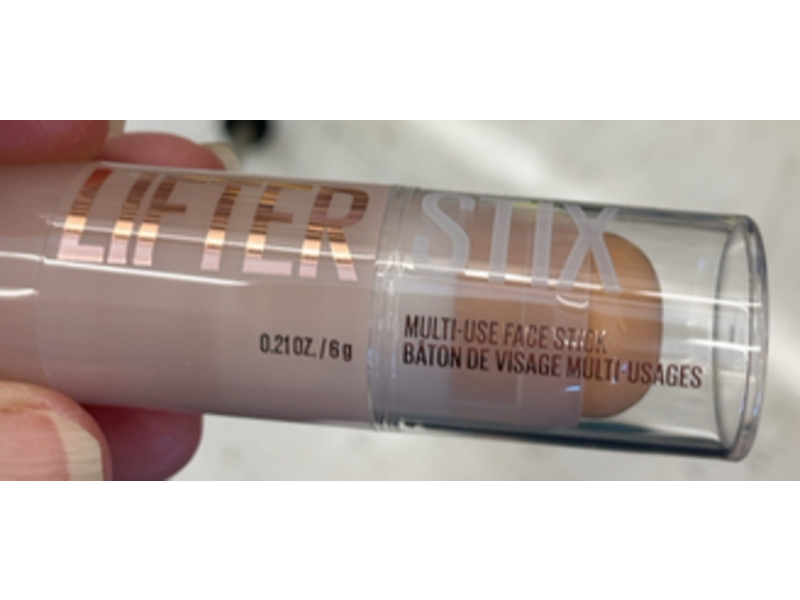 LIFTER STIX
0.21 OZ. / 6 g
MULTI-USE FACE STICK
BÂTON DE VISAGE MULTI-USAGES